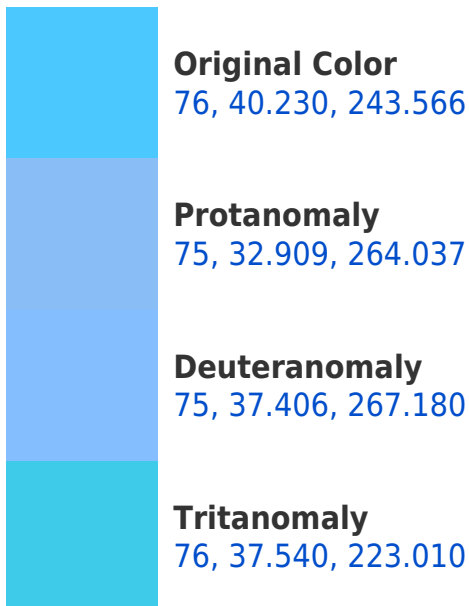 Original Color
76, 40.230, 243.566
Protanomaly
75, 32.909, 264.037
Deuteranomaly
75, 37.406, 267.180
Tritanomaly
76, 37.540, 223.010